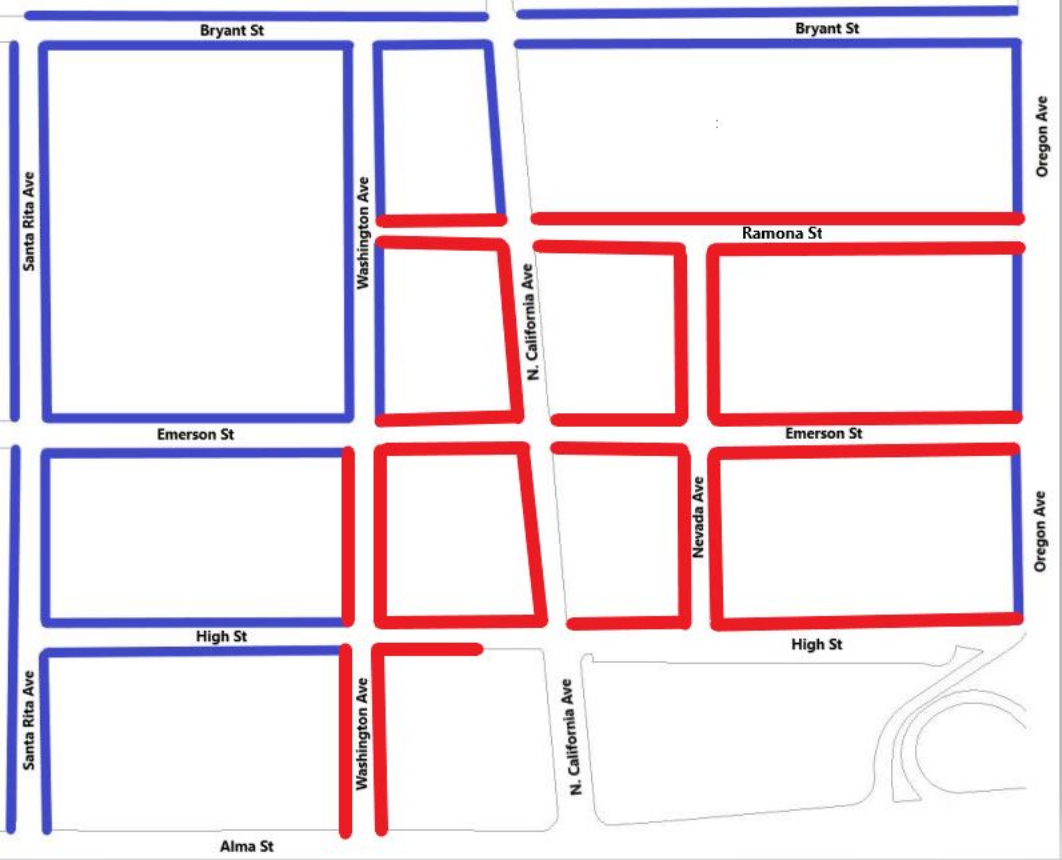 Bryant St
Bryant St
Santa Rita Ave
Washington Ave
Oregon Ave
Ramona St
N. California Ave
Emerson St
Emerson St
Nevada Ave
Oregon Ave
High St
High St
Santa Rita Ave
Washington Ave
N. California Ave
Alma St